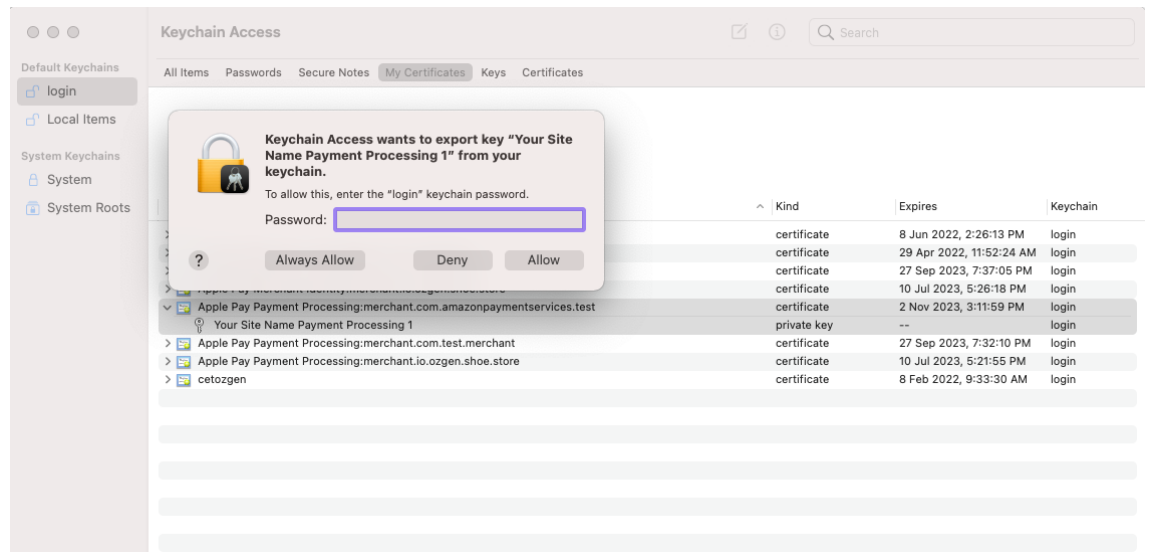 Keychain Access
Search
Default Keychains
login
Local Items
System Keychains
System
System Roots
All Items Passwords Secure Notes My Certificates Keys Certificates
Keychain Access wants to export key “Your Site
Name Payment Processing 1” from your
keychain.
To allow this, enter the “login” keychain password.
Password:
? Always Allow Deny Allow
Kind Expires Keychain
certificate 8 Jun 2022, 2:26:13 PM login
certificate 29 Apr 2022, 11:52:24 AM login
certificate 27 Sep 2023, 7:37:05 PM login
certificate 10 Jul 2023, 5:26:18 PM login
Apple Pay Payment Processing:merchant.com.amazonpaymentservices.test certificate 2 Nov 2023, 3:11:59 PM login
Your Site Name Payment Processing 1 private key -- login
Apple Pay Payment Processing:merchant.com.test.merchant certificate 27 Sep 2023, 7:32:10 PM login
Apple Pay Payment Processing:merchant.io.ozgen.shoe.store certificate 10 Jul 2023, 5:21:55 PM login
cetozgen certificate 8 Feb 2022, 9:33:30 AM login